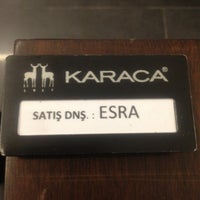 KARACA®
SATIŞ DNŞ. : ESRA